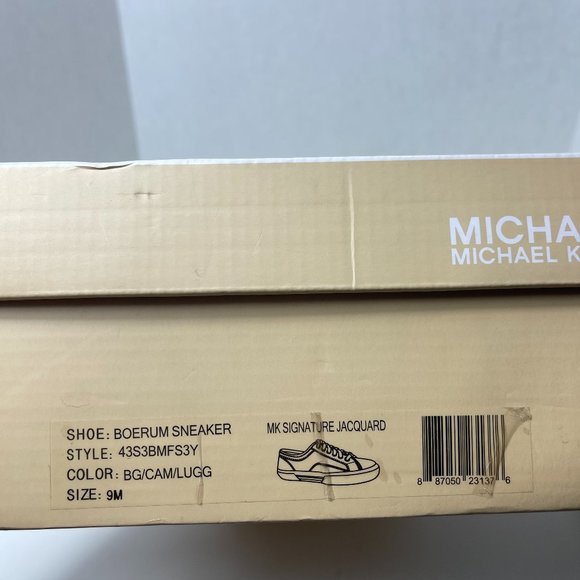 MICHA
MICHAEL K
SHOE: BOERUM SNEAKER
STYLE: 43S3BMFS3Y
COLOR: BG/CAM/LUGG
SIZE: 9M
MK SIGNATURE JACQUARD
8 87050 23137 6